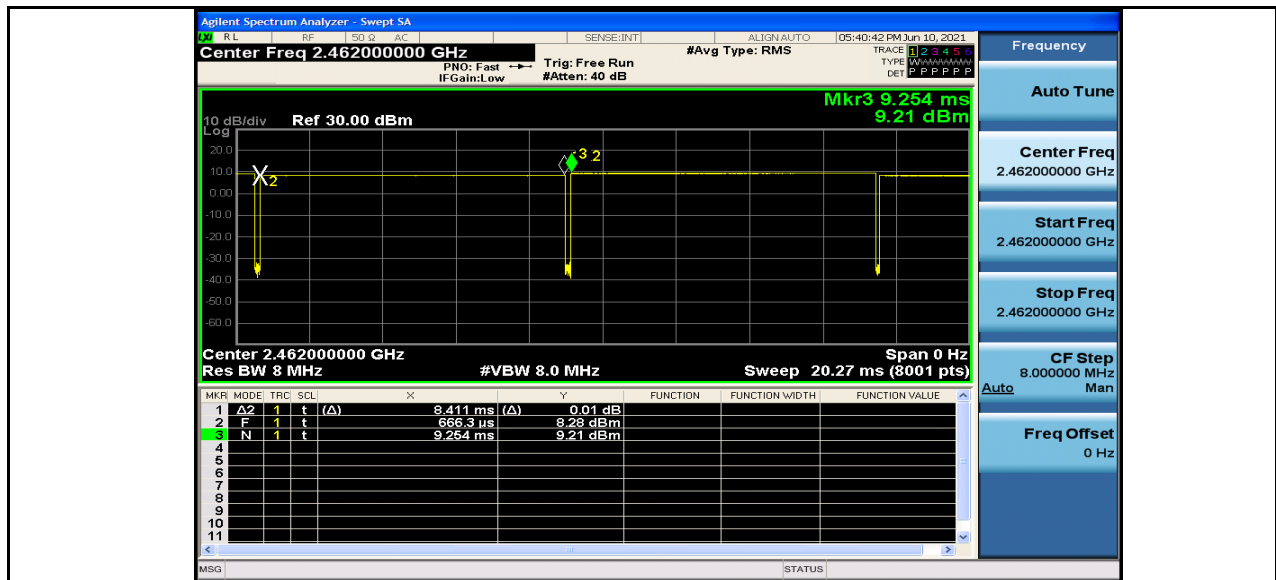 Agilent Spectrum Analyzer - Swept SA
LXI RL RF 50 Ω AC SENSE:INT ALIGN AUTO 05:40:42 PM Jun 10, 2021
Center Freq 2.462000000 GHz
PNO: Fast
IFGain:Low
Trig: Free Run
#Atten: 40 dB
#Avg Type: RMS
TRACE 1 2 3 4 5 6
TYPE W
DET P P P P P P
Mkr3 9.254 ms
9.21 dBm
10 dB/div Ref 30.00 dBm
Log
20.0
10.0
0.00
-10.0
-20.0
-30.0
-40.0
-50.0
-60.0
2
3 2
Center 2.462000000 GHz Span 0 Hz
Res BW 8 MHz #VBW 8.0 MHz Sweep 20.27 ms (8001 pts)
MKR MODE TRC SCL X Y FUNCTION FUNCTION WIDTH FUNCTION VALUE
1 Δ2 1 t (Δ) 8.411 ms (Δ) 0.01 dB
2 F 1 t 666.3 µs 8.28 dBm
3 N 1 t 9.254 ms 9.21 dBm
4
5
6
7
8
9
10
11
MSG STATUS
Frequency
Auto Tune
Center Freq
2.462000000 GHz
Start Freq
2.462000000 GHz
Stop Freq
2.462000000 GHz
CF Step
8.000000 MHz
Auto Man
Freq Offset
0 Hz